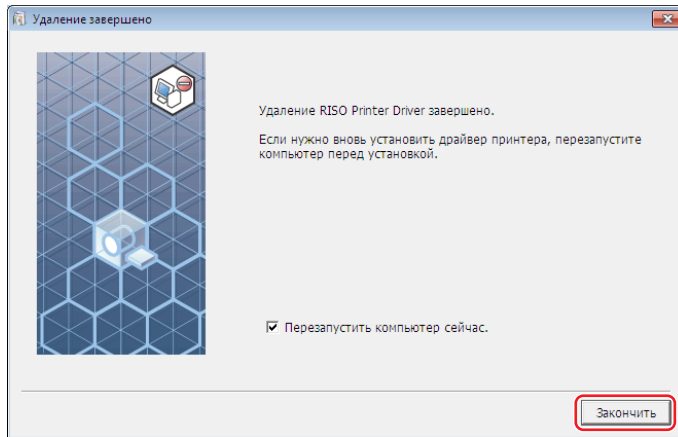 Удаление завершено
Удаление RISO Printer Driver завершено.
Если нужно вновь установить драйвер принтера, перезапустите
компьютер перед установкой.
Перезапустить компьютер сейчас.
Закончить